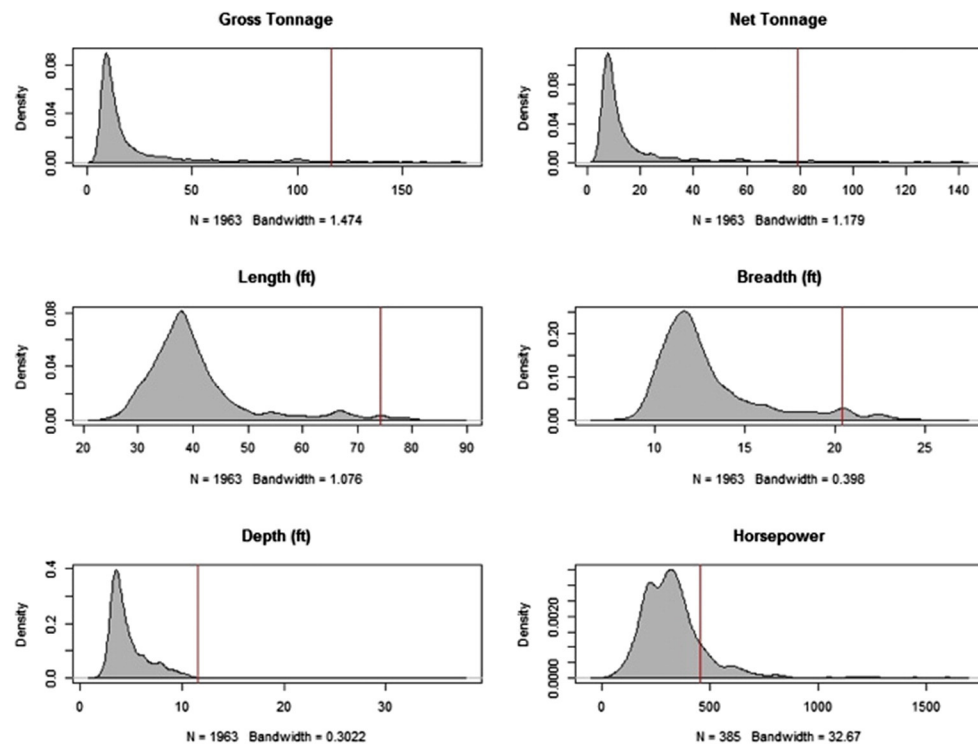 Gross Tonnage
Density
0.00 0.04 0.08
0 50 100 150
N = 1963 Bandwidth = 1.474
Net Tonnage
Density
0.00 0.04 0.08
0 20 40 60 80 100 120 140
N = 1963 Bandwidth = 1.179
Length (ft)
Density
0.00 0.04 0.08
20 30 40 50 60 70 80 90
N = 1963 Bandwidth = 1.076
Breadth (ft)
Density
0.00 0.10 0.20
10 15 20 25
N = 1963 Bandwidth = 0.398
Depth (ft)
Density
0.0 0.2 0.4
0 10 20 30
N = 1963 Bandwidth = 0.3022
Horsepower
Density
0.0000 0.0020
0 500 1000 1500
N = 385 Bandwidth = 32.67